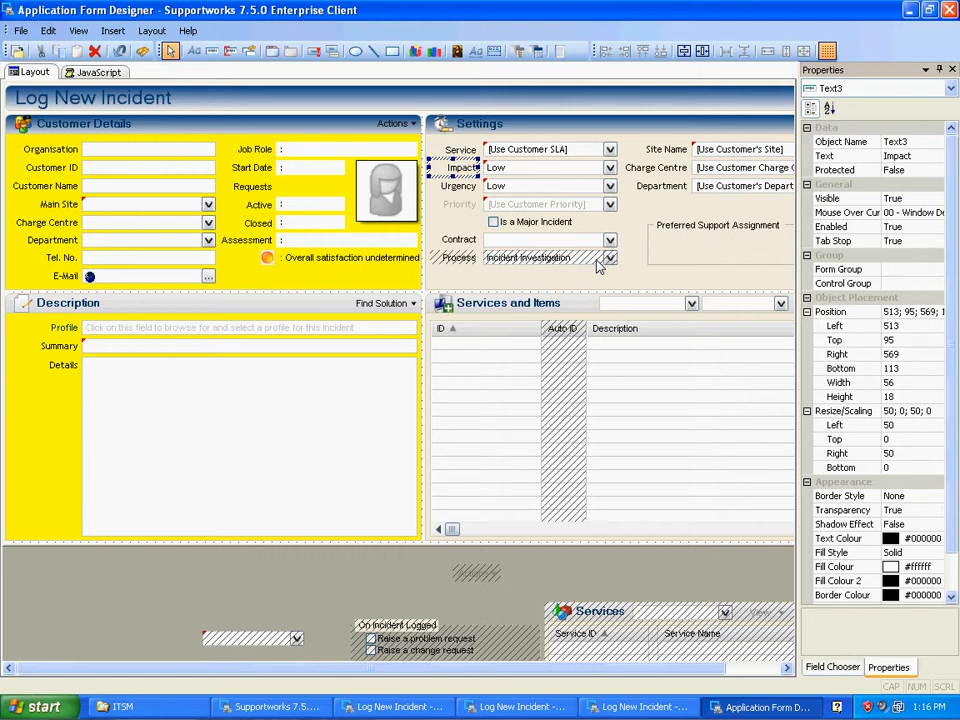 Application Form Designer - Supportworks 7.5.0 Enterprise Client
File Edit View Insert Layout Help
Layout JavaScript
Log New Incident
Customer Details Actions
Organisation Job Role :
Customer ID Start Date :
Customer Name Requests
Main Site Active :
Charge Centre Closed :
Department Assessment :
Tel. No. : Overall satisfaction undetermined
E-Mail ...
Settings
Service [Use Customer SLA] Site Name [Use Customer's Site]
Impact Low Charge Centre [Use Customer Charge C
Urgency Low Department [Use Customer's Depart
Priority [Use Customer Priority]
Is a Major Incident Preferred Support Assignment
Contract
Process Incident Investigation
Description Find Solution
Profile Click on this field to browse for and select a profile for this Incident
Summary
Details
Services and Items
ID Auto ID Description
On Incident Logged
Raise a problem request
Raise a change request
Services View
Service ID Service Name
Properties
Text3
Data
Object Name Text3
Text Impact
Protected False
General
Visible True
Mouse Over Cur 00 - Window De
Enabled True
Tab Stop True
Group
Form Group
Control Group
Object Placement
Position 513; 95; 569; 1
Left 513
Top 95
Right 569
Bottom 113
Width 56
Height 18
Resize/Scaling 50; 0; 50; 0
Left 50
Top 0
Right 50
Bottom 0
Appearance
Border Style None
Transparency True
Shadow Effect False
Text Colour #000000
Fill Style Solid
Fill Colour #ffffff
Fill Colour 2 #000000
Border Colour #000000
Field Chooser Properties
CAP NUM SCRL
start ITSM Supportworks 7.5.0... Log New Incident -... Log New Incident -... Log New Incident -... Application Form D... 1:16 PM